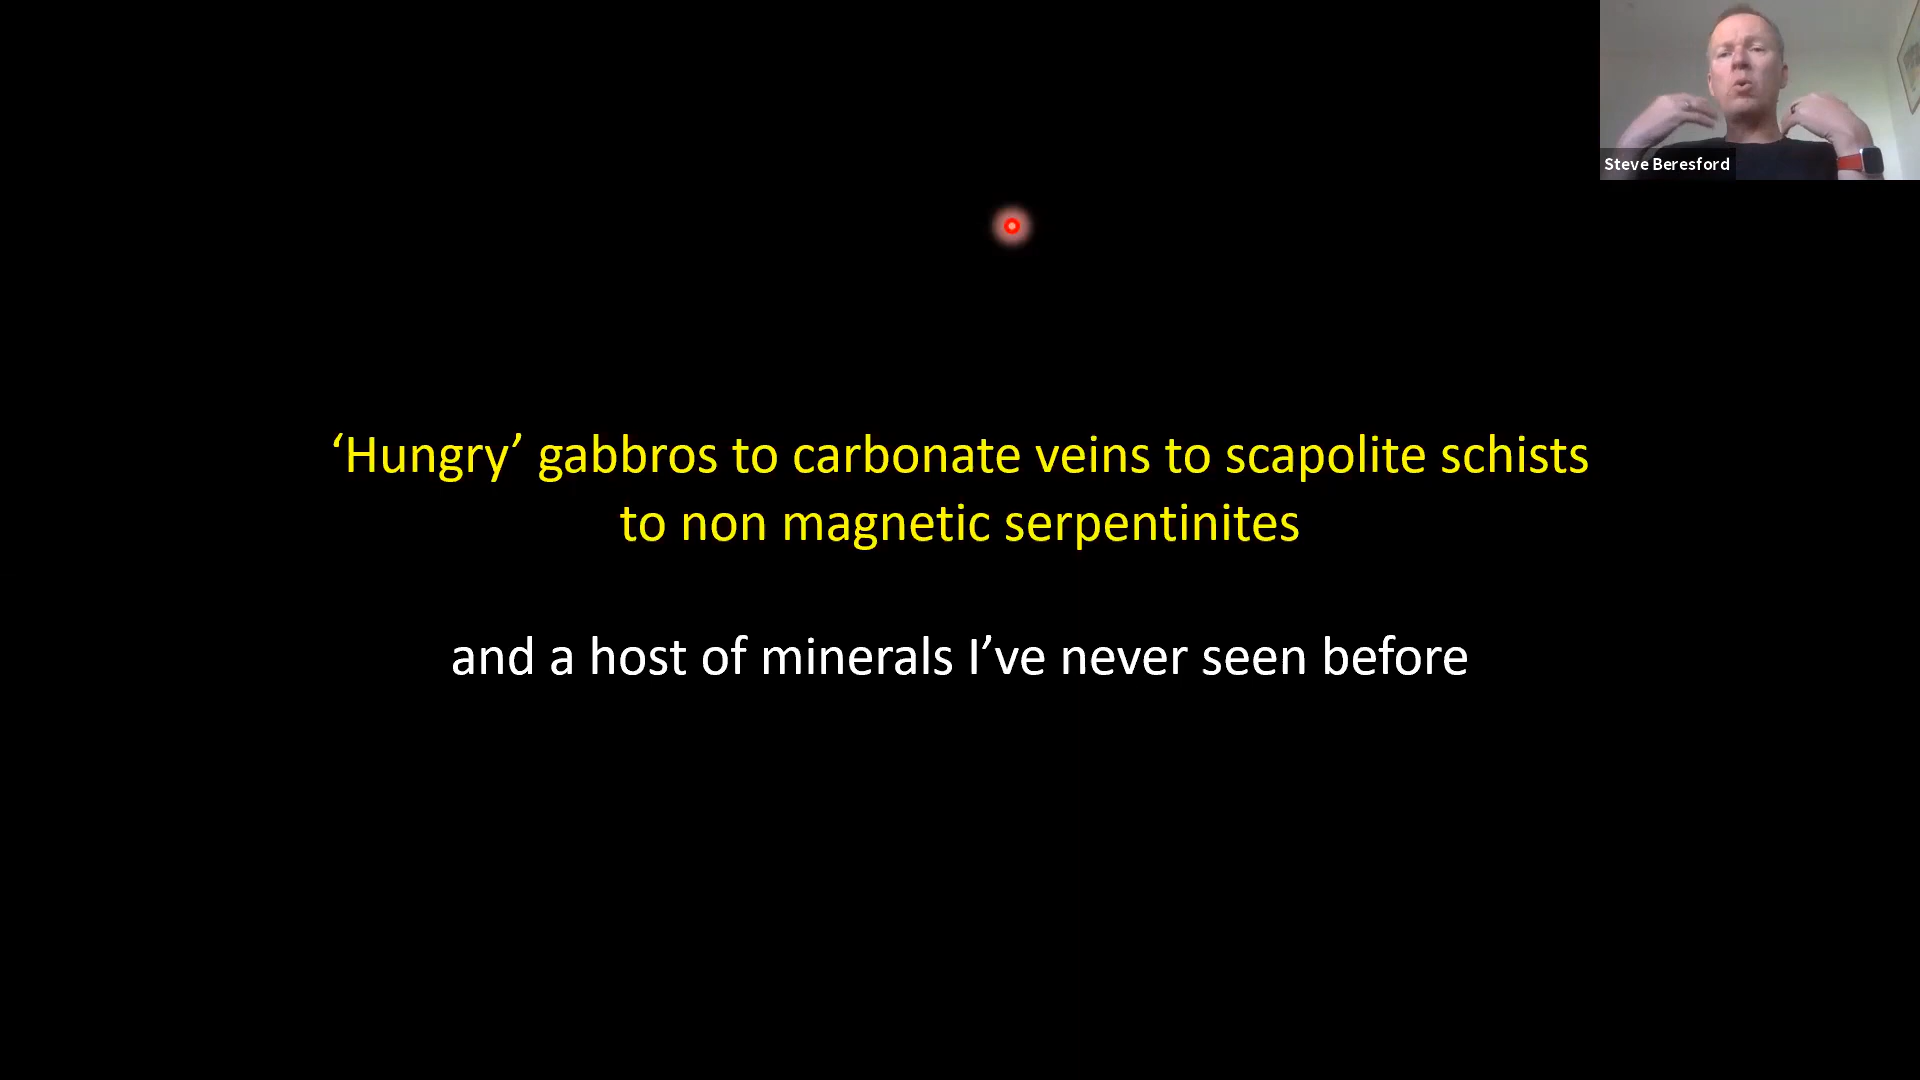 Steve Beresford
‘Hungry’ gabbros to carbonate veins to scapolite schists
to non magnetic serpentinites
and a host of minerals I’ve never seen before